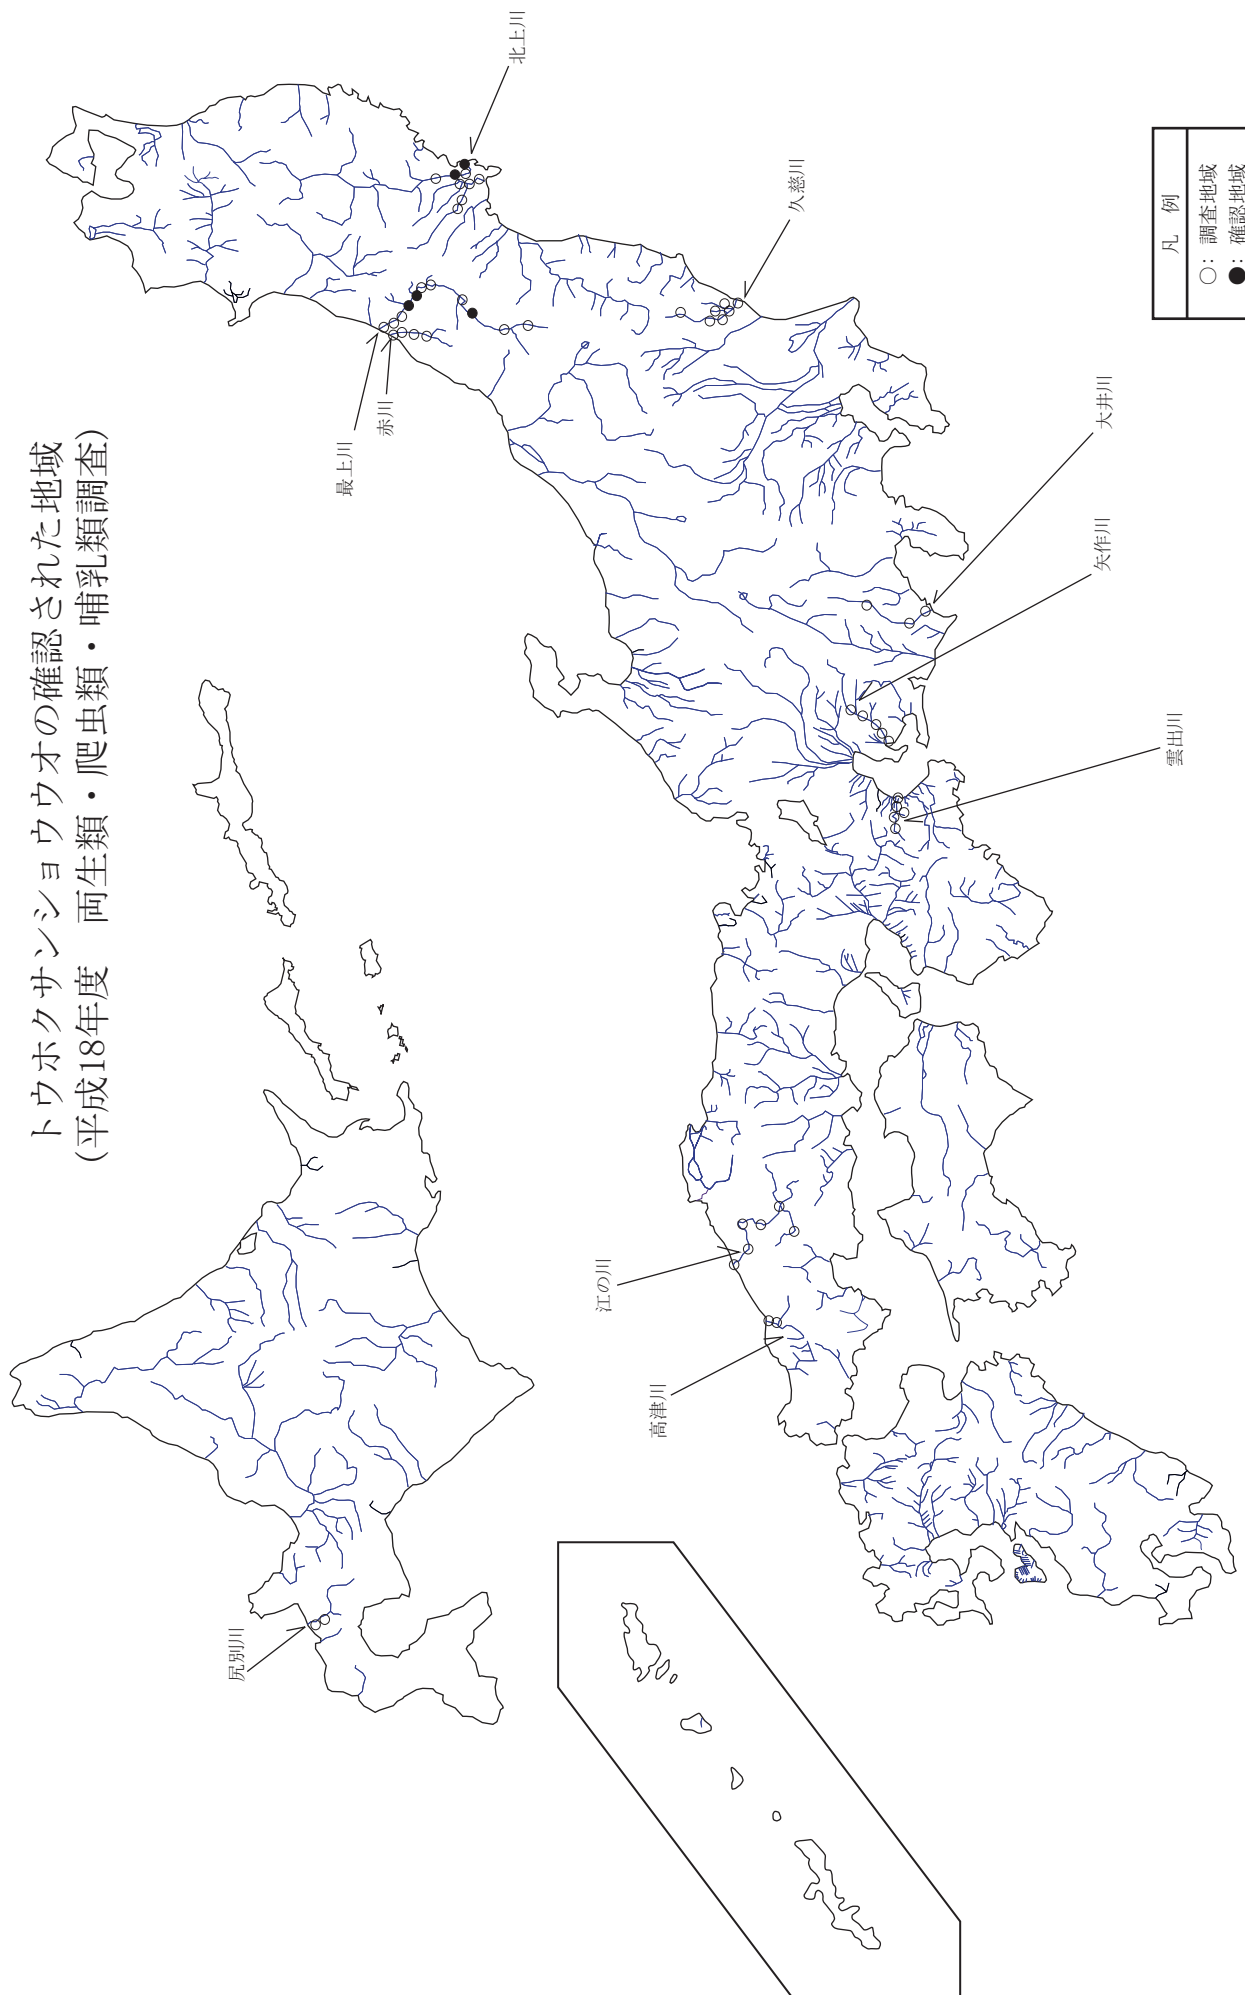 トウホクサンショウウオの確認された地域
(平成18年度　両生類・爬虫類・哺乳類調査)
尻別川
北上川
最上川
赤川
久慈川
大井川
矢作川
雲出川
江の川
高津川
凡 例
○：調査地域
●：確認地域